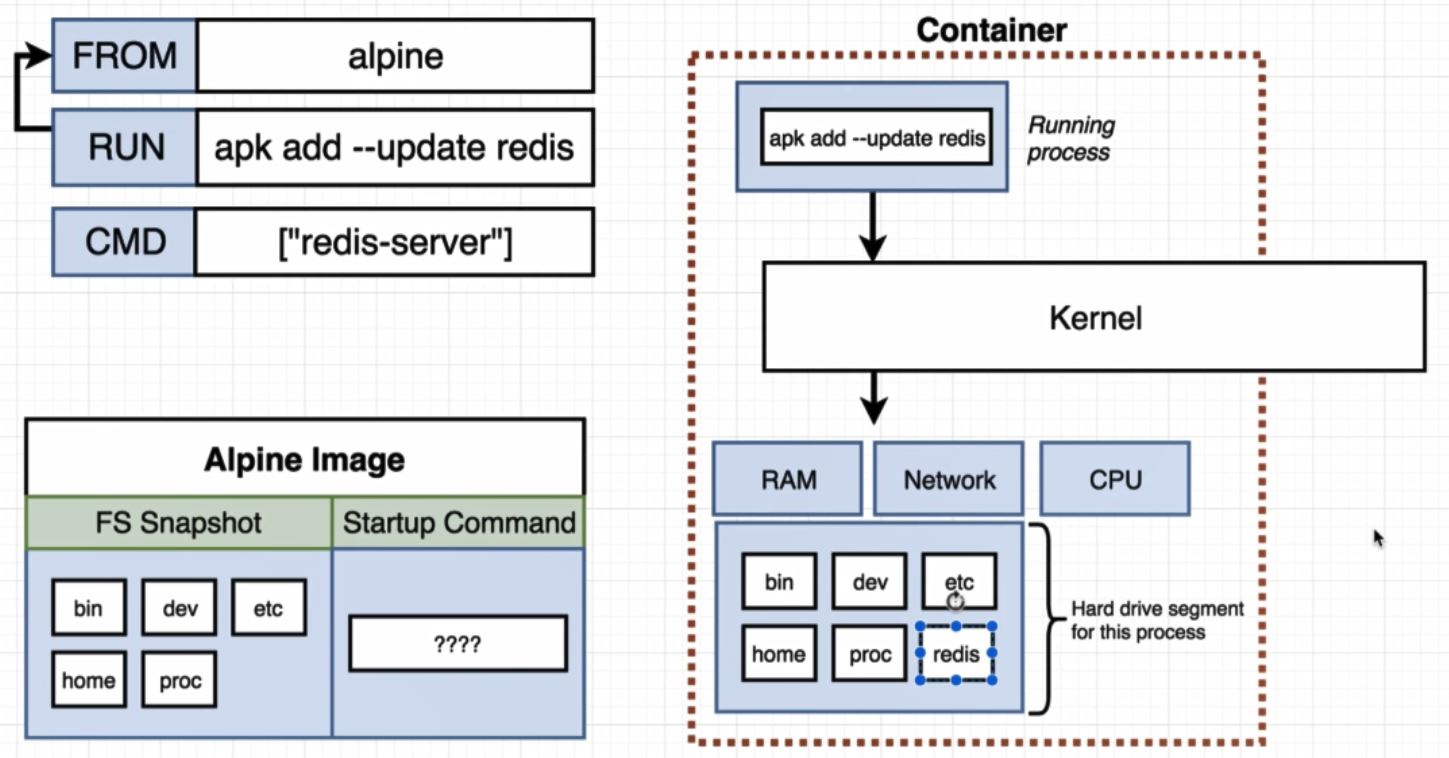 FROM
alpine
RUN
apk add --update redis
CMD
["redis-server"]
Alpine Image
FS Snapshot
Startup Command
bin
dev
etc
home
proc
????
Container
apk add --update redis
Running
process
Kernel
RAM
Network
CPU
bin
dev
etc
home
proc
redis
Hard drive segment
for this process